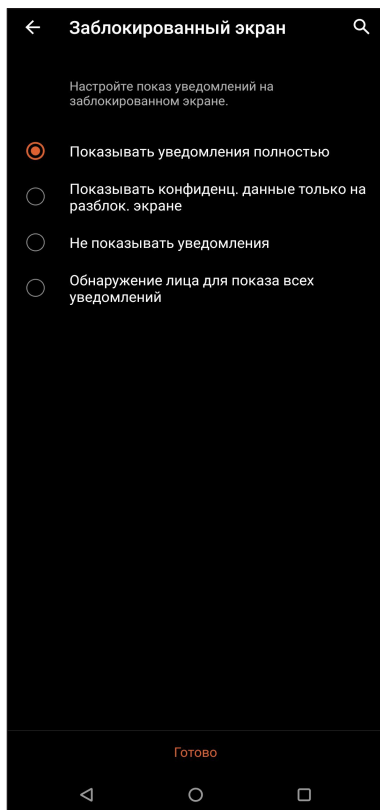 Заблокированный экран
Настройте показ уведомлений на
заблокированном экране.
Показывать уведомления полностью
Показывать конфиденц. данные только на
разблок. экране
Не показывать уведомления
Обнаружение лица для показа всех
уведомлений
Готово